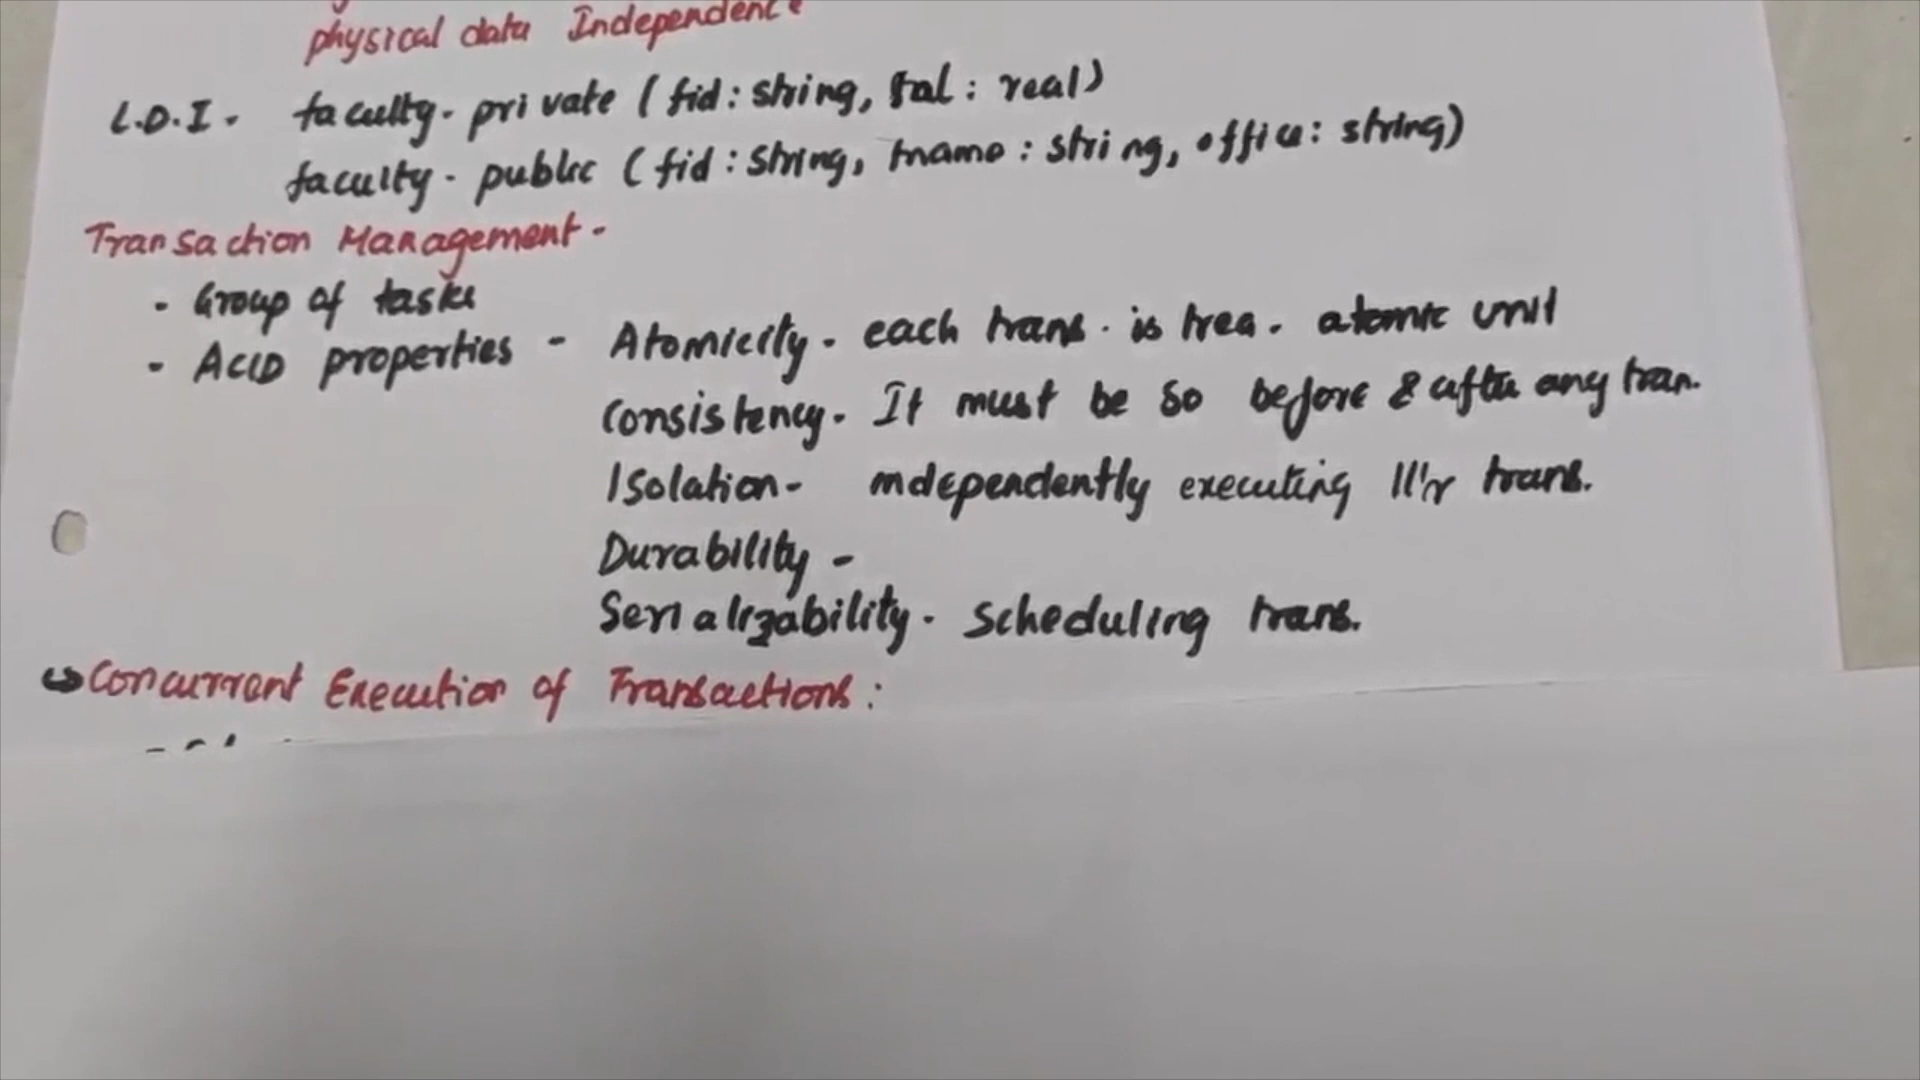 physical data Independence
L.D.I. faculty. private (fid: string, sal: real)
faculty. public (fid: string, fname: string, office: string)
Transaction Management -
- Group of tasks
- ACID properties - Atomicity. each trans. is trea. atomic unit
Consistency. It must be so before & after any tran.
Isolation - independently executing ll'r trans.
Durability -
Serializability. Scheduling trans.
↪ Concurrent Execution of Transactions: